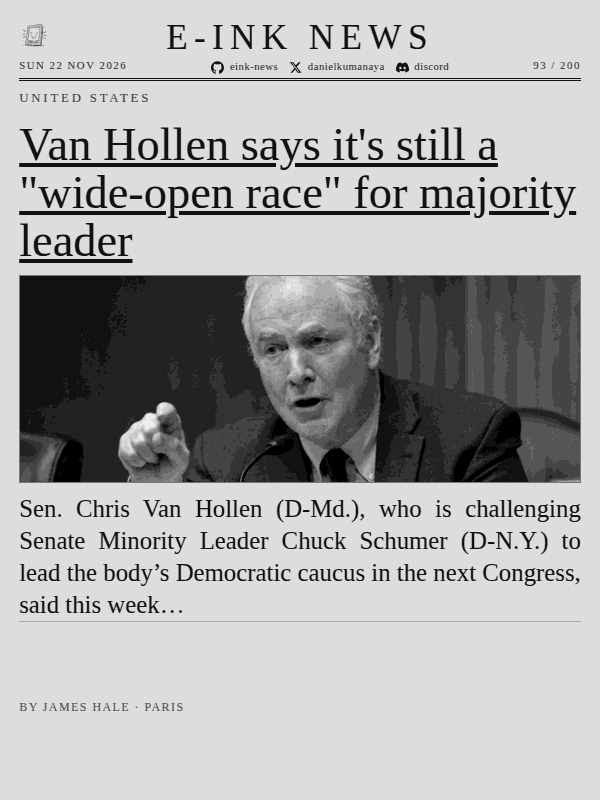 E-INK NEWS
SUN 22 NOV 2026
eink-news danielkumanaya discord
93 / 200
UNITED STATES
Van Hollen says it's still a
"wide-open race" for majority
leader
Sen. Chris Van Hollen (D-Md.), who is challenging
Senate Minority Leader Chuck Schumer (D-N.Y.) to
lead the body’s Democratic caucus in the next Congress,
said this week…
BY JAMES HALE · PARIS